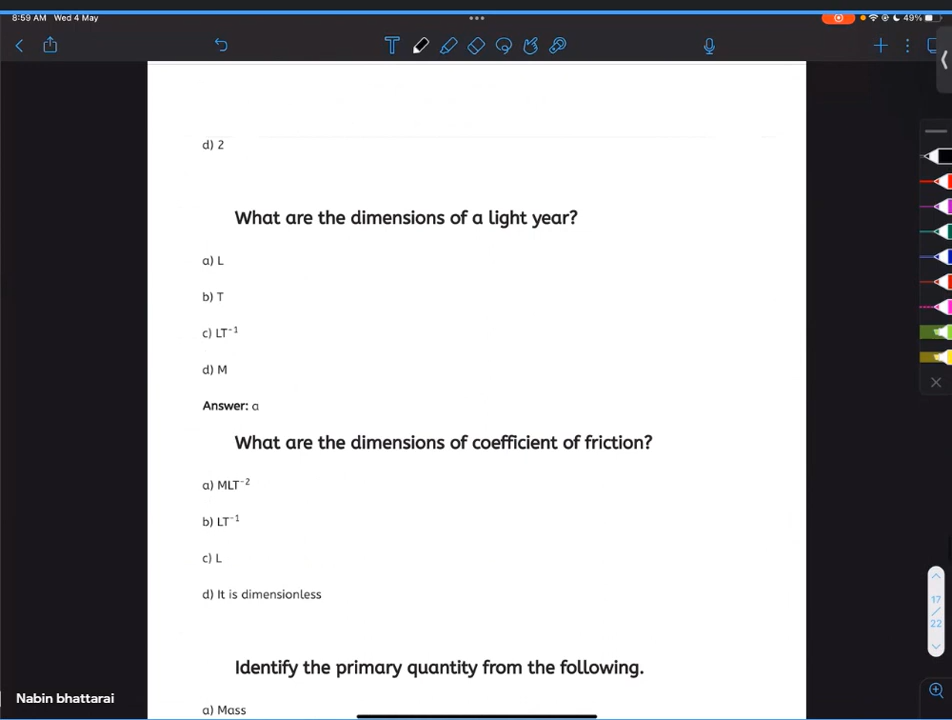 8:59 AM Wed 4 May
49%
d) 2
What are the dimensions of a light year?
a) L
b) T
c) LT⁻¹
d) M
Answer: a
What are the dimensions of coefficient of friction?
a) MLT⁻²
b) LT⁻¹
c) L
d) It is dimensionless
17
/
22
Identify the primary quantity from the following.
Nabin bhattarai
a) Mass